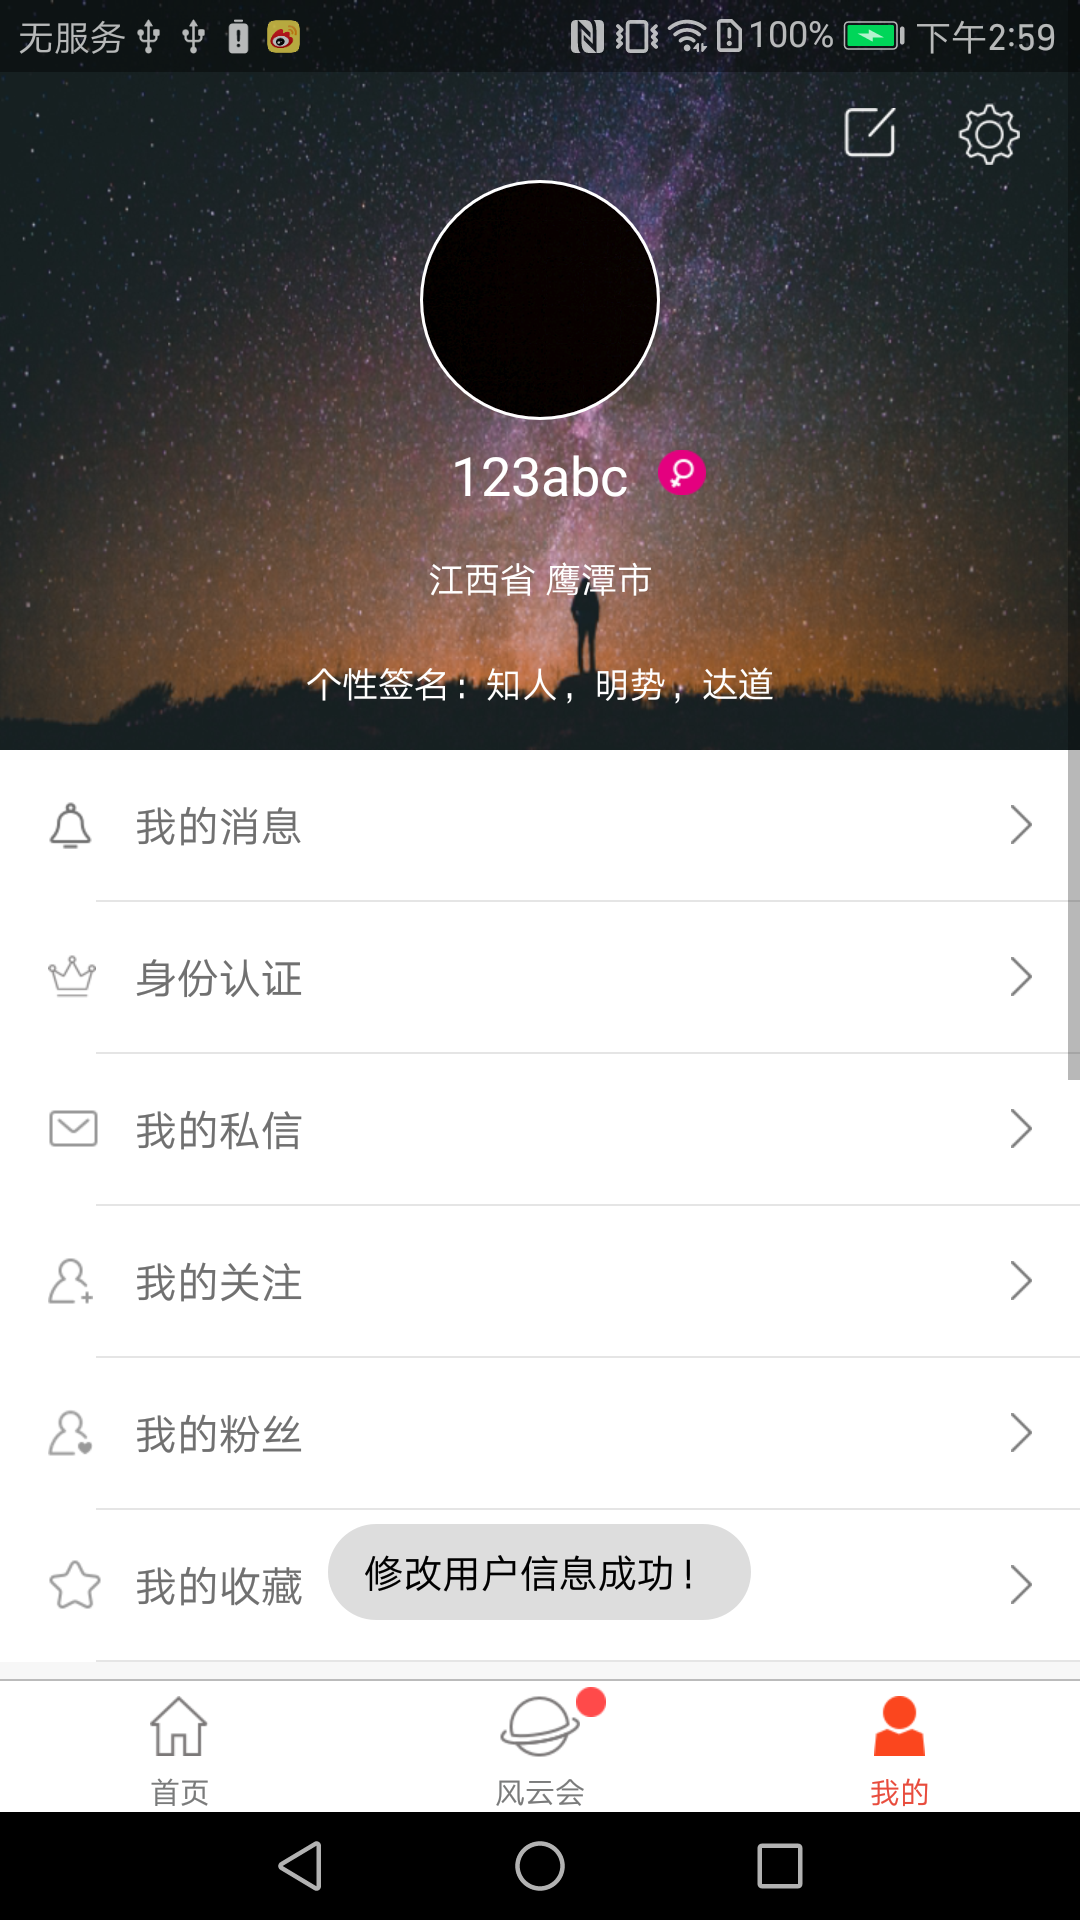 无服务 100% 下午2:59
123abc
江西省 鹰潭市
个性签名：知人，明势，达道
我的消息
身份认证
我的私信
我的关注
我的粉丝
我的收藏
修改用户信息成功！
首页 风云会 我的